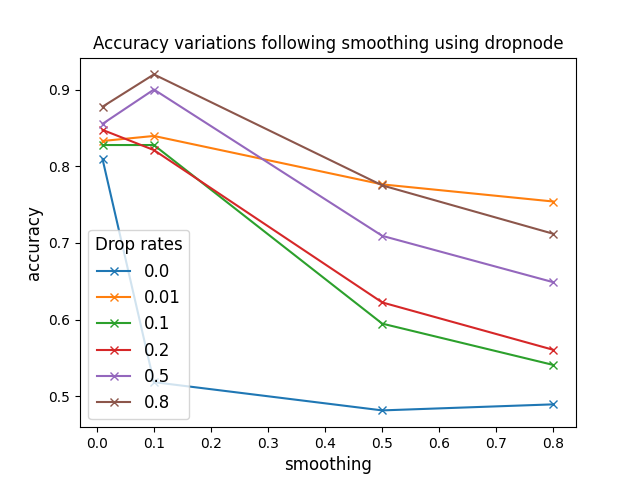 Accuracy variations following smoothing using dropnode
accuracy
0.9
0.8
0.7
0.6
0.5
Drop rates
0.0
0.01
0.1
0.2
0.5
0.8
0.0 0.1 0.2 0.3 0.4 0.5 0.6 0.7 0.8
smoothing